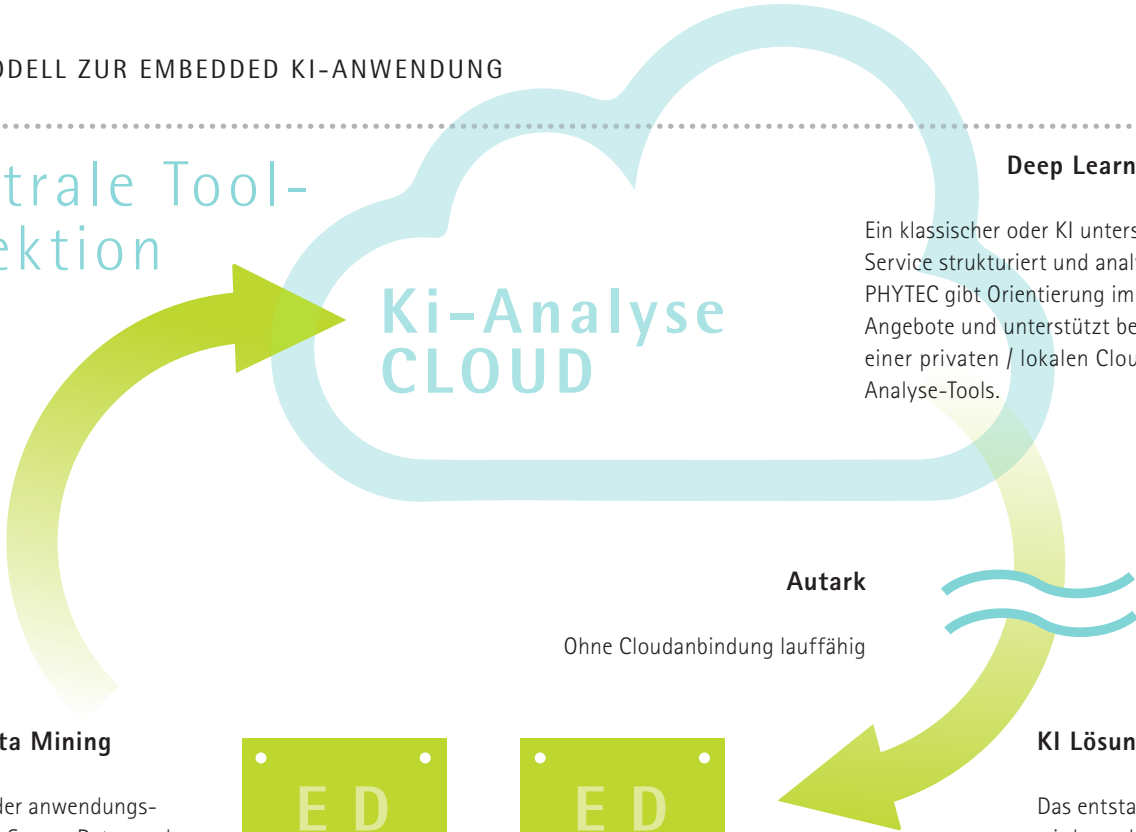 ODELL ZUR EMBEDDED KI-ANWENDUNG
trale Tool-
ektion
Ki-Analyse
CLOUD
Deep Learn
Ein klassischer oder KI unters
Service strukturiert und analy
PHYTEC gibt Orientierung im
Angebote und unterstützt be
einer privaten / lokalen Clou
Analyse-Tools.
Autark
Ohne Cloudanbindung lauffähig
ta Mining
der anwendungs-
E D
E D
KI Lösun
Das entsta